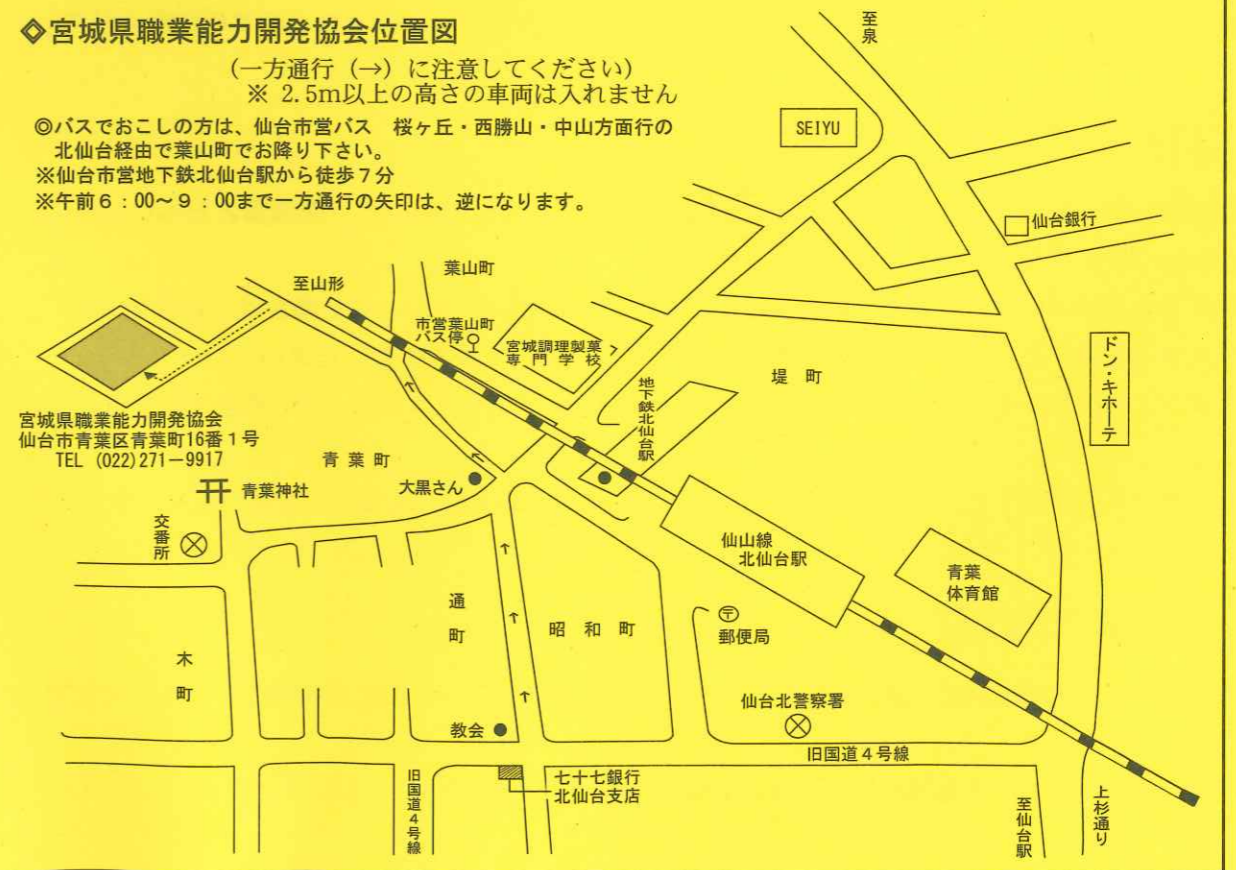 ◇宮城県職業能力開発協会位置図
(一方通行 (→) に注意してください)
※ 2.5m以上の高さの車両は入れません
◎バスでおこしの方は、仙台市営バス 桜ヶ丘・西勝山・中山方面行の
北仙台経由で葉山町でお降り下さい。
※仙台市営地下鉄北仙台駅から徒歩7分
※午前6:00~9:00まで一方通行の矢印は、逆になります。
至泉
SEIYU
仙台銀行
葉山町
至山形
市営葉山町
バス停
宮城調理製菓
専門学校
ドン・キホーテ
堤町
地下鉄北仙台駅
宮城県職業能力開発協会
仙台市青葉区青葉町16番1号
TEL (022)271-9917
青葉町
大黒さん
青葉神社
交番所
仙山線
北仙台駅
青葉
体育館
通町
昭和町
〒
郵便局
木町
仙台北警察署
教会
旧国道4号線
七十七銀行
北仙台支店
旧国道4号線
至仙台駅
上杉通り